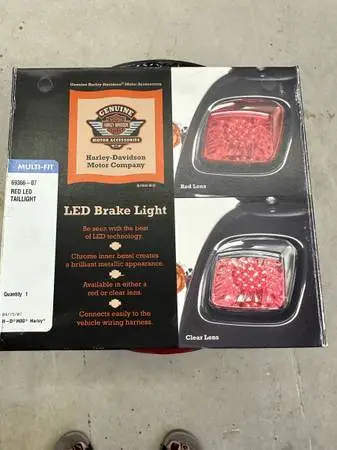 Genuine Harley-Davidson® Motor Accessories
GENUINE
HARLEY-DAVIDSON
MOTOR ACCESSORIES
Harley-Davidson
Motor Company
MULTI-FIT
69366-07
RED LED
TAILLIGHT
Quantity 1
H-D® HOG® Harley®
LED Brake Light
Be seen with the best
of LED technology.
Chrome inner bezel creates
a brilliant metallic appearance.
Available in either a
red or clear lens.
Connects easily to the
vehicle wiring harness.
Red Lens
Clear Lens